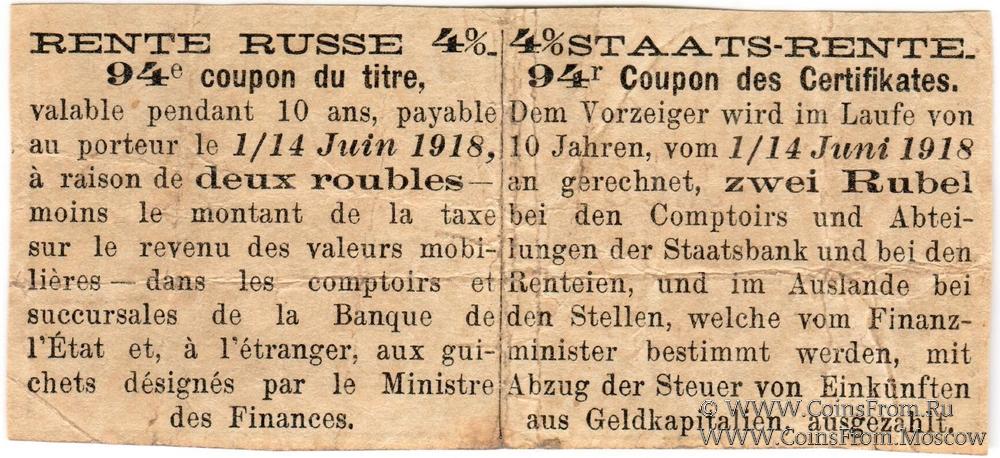 RENTE RUSSE 4%.
94e coupon du titre,
valable pendant 10 ans, payable
au porteur le 1/14 Juin 1918,
à raison de deux roubles —
moins le montant de la taxe
sur le revenu des valeurs mobi-
lières — dans les comptoirs et
succursales de la Banque de
l'État et, à l'étranger, aux gui-
chets désignés par le Ministre
des Finances.
4% STAATS-RENTE.
94r Coupon des Certifikates.
Dem Vorzeiger wird im Laufe von
10 Jahren, vom 1/14 Juni 1918
an gerechnet, zwei Rubel
bei den Comptoirs und Abtei-
lungen der Staatsbank und bei den
Renteien, und im Auslande bei
den Stellen, welche vom Finanz-
minister bestimmt werden, mit
Abzug der Steuer von Einkünften
aus Geldkapitalien, ausgezahlt.
© www.CoinsFrom.Ru
www.CoinsFrom.Moscow